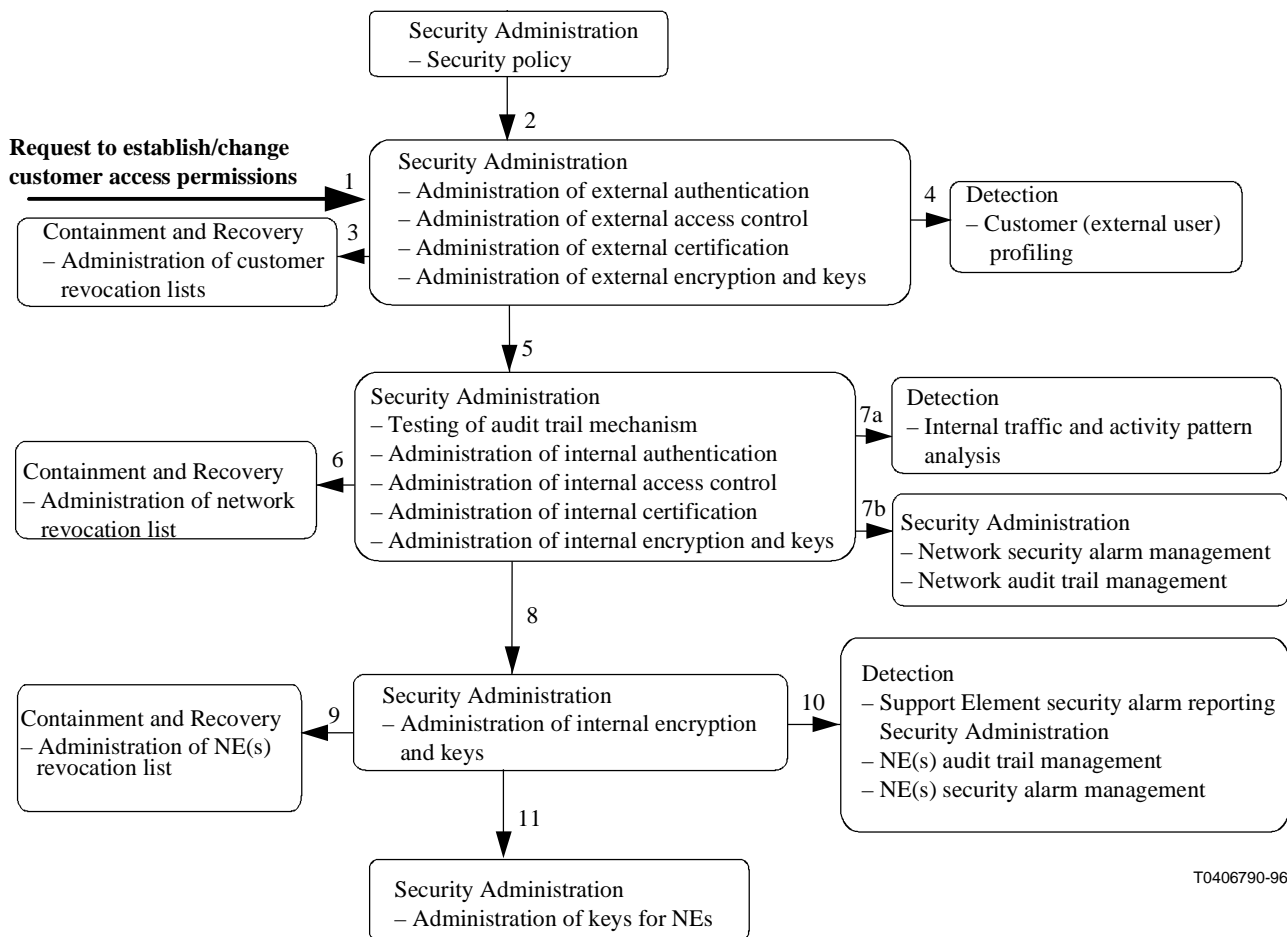 Security Administration
– Security policy
2
Request to establish/change
customer access permissions
1
Security Administration
– Administration of external authentication
– Administration of external access control
– Administration of external certification
– Administration of external encryption and keys
4
Detection
– Customer (external user)
profiling
3
Containment and Recovery
– Administration of customer
revocation lists
5
Security Administration
– Testing of audit trail mechanism
– Administration of internal authentication
– Administration of internal access control
– Administration of internal certification
– Administration of internal encryption and keys
7a
Detection
– Internal traffic and activity pattern
analysis
6
Containment and Recovery
– Administration of network
revocation list
7b
Security Administration
– Network security alarm management
– Network audit trail management
8
Security Administration
– Administration of internal encryption
and keys
9
Containment and Recovery
– Administration of NE(s)
revocation list
10
Detection
– Support Element security alarm reporting
Security Administration
– NE(s) audit trail management
– NE(s) security alarm management
11
Security Administration
– Administration of keys for NEs
T0406790-96